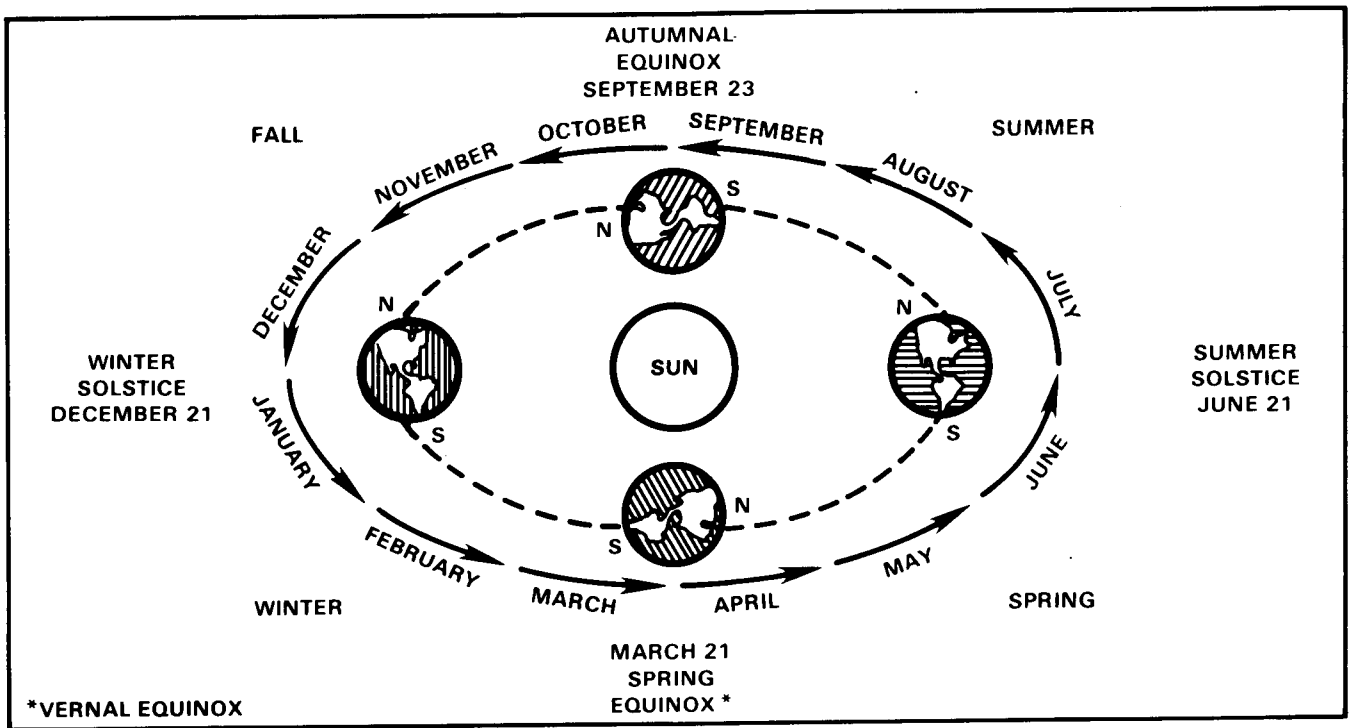 AUTUMNAL
EQUINOX
SEPTEMBER 23
FALL
OCTOBER
SEPTEMBER
SUMMER
NOVEMBER
AUGUST
S
N
DECEMBER
JULY
N
N
WINTER
SOLSTICE
DECEMBER 21
SUN
SUMMER
SOLSTICE
JUNE 21
S
S
JANUARY
JUNE
N
S
FEBRUARY
MAY
MARCH
APRIL
WINTER
SPRING
MARCH 21
SPRING
EQUINOX *
*VERNAL EQUINOX